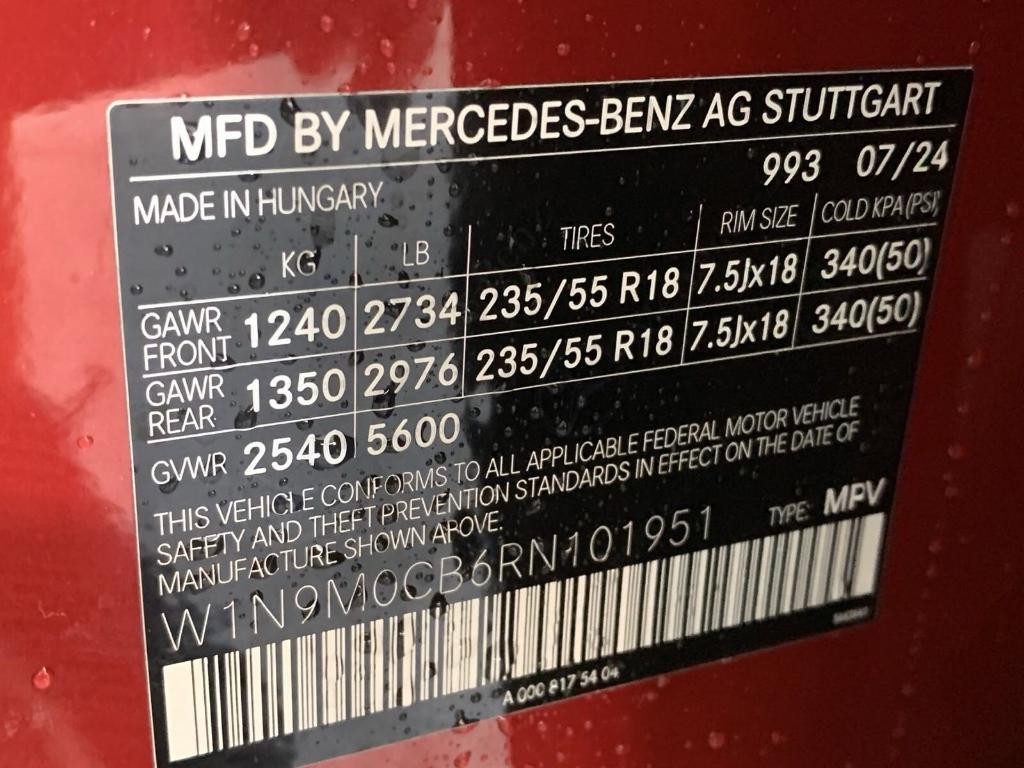 MFD BY MERCEDES-BENZ AG STUTTGART
993 07/24
MADE IN HUNGARY
KG LB TIRES RIM SIZE COLD KPA (PSI)
GAWR FRONT 1240 2734 235/55 R18 7.5Jx18 340(50)
GAWR REAR 1350 2976 235/55 R18 7.5Jx18 340(50)
GVWR 2540 5600
THIS VEHICLE CONFORMS TO ALL APPLICABLE FEDERAL MOTOR VEHICLE
SAFETY AND THEFT PREVENTION STANDARDS IN EFFECT ON THE DATE OF
MANUFACTURE SHOWN ABOVE.
W1N9M0CB6RN101951 TYPE: MPV
A 000 817 54 04